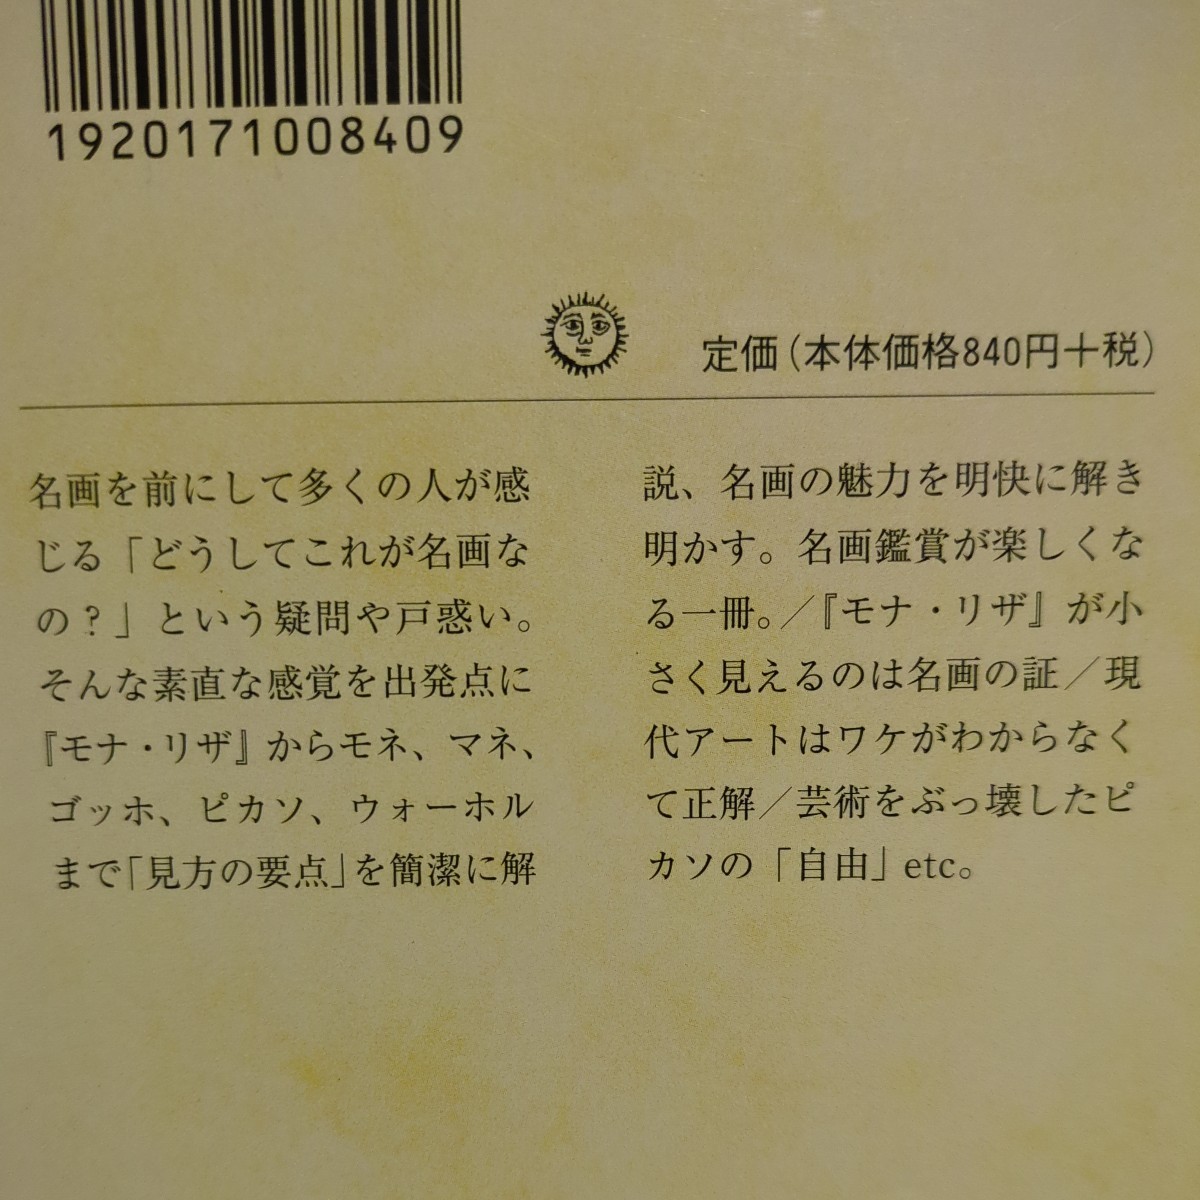 1920171008409
定価(本体価格840円+税)
名画を前にして多くの人が感
じる「どうしてこれが名画な
の?」という疑問や戸惑い。
そんな素直な感覚を出発点に
『モナ・リザ』からモネ、マネ、
ゴッホ、ピカソ、ウォーホル
まで「見方の要点」を簡潔に解
説、名画の魅力を明快に解き
明かす。名画鑑賞が楽しくな
る一冊。/『モナ・リザ』が小
さく見えるのは名画の証/現
代アートはワケがわからなく
て正解/芸術をぶっ壊したピ
カソの「自由」etc。